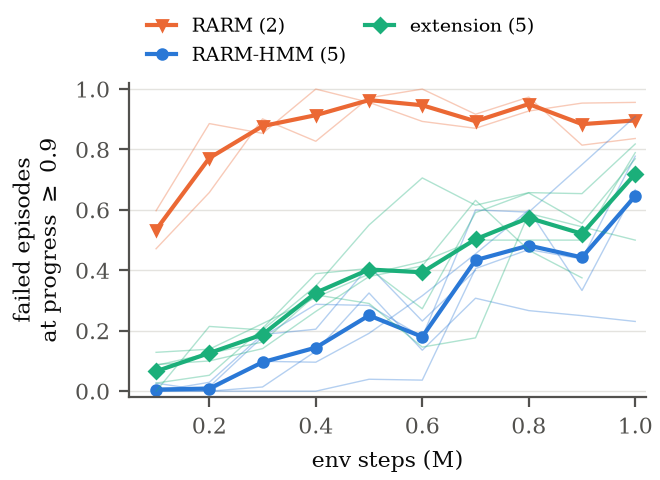 RARM (2)
RARM-HMM (5)
extension (5)
failed episodes
at progress ≥ 0.9
1.0
0.8
0.6
0.4
0.2
0.0
0.2
0.4
0.6
0.8
1.0
env steps (M)